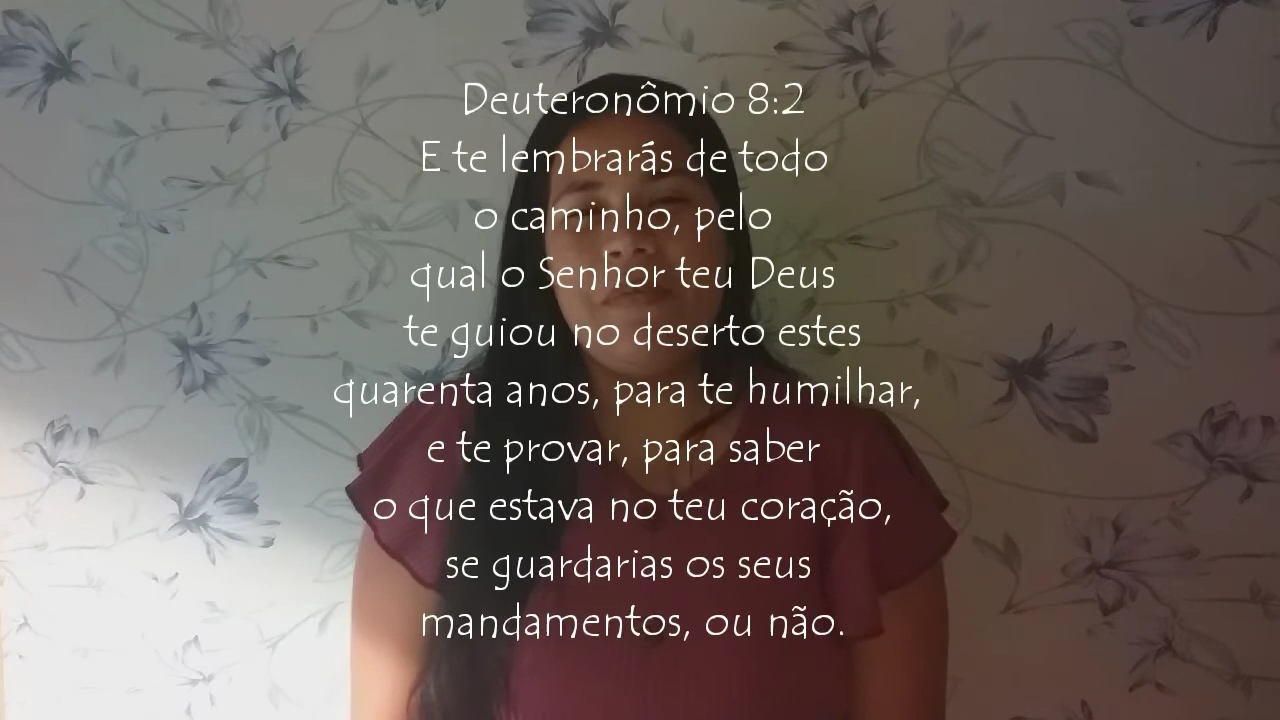 Deuteronômio 8:2
E te lembrarás de todo
o caminho, pelo
qual o Senhor teu Deus
te guiou no deserto estes
quarenta anos, para te humilhar,
e te provar, para saber
o que estava no teu coração,
se guardarias os seus
mandamentos, ou não.